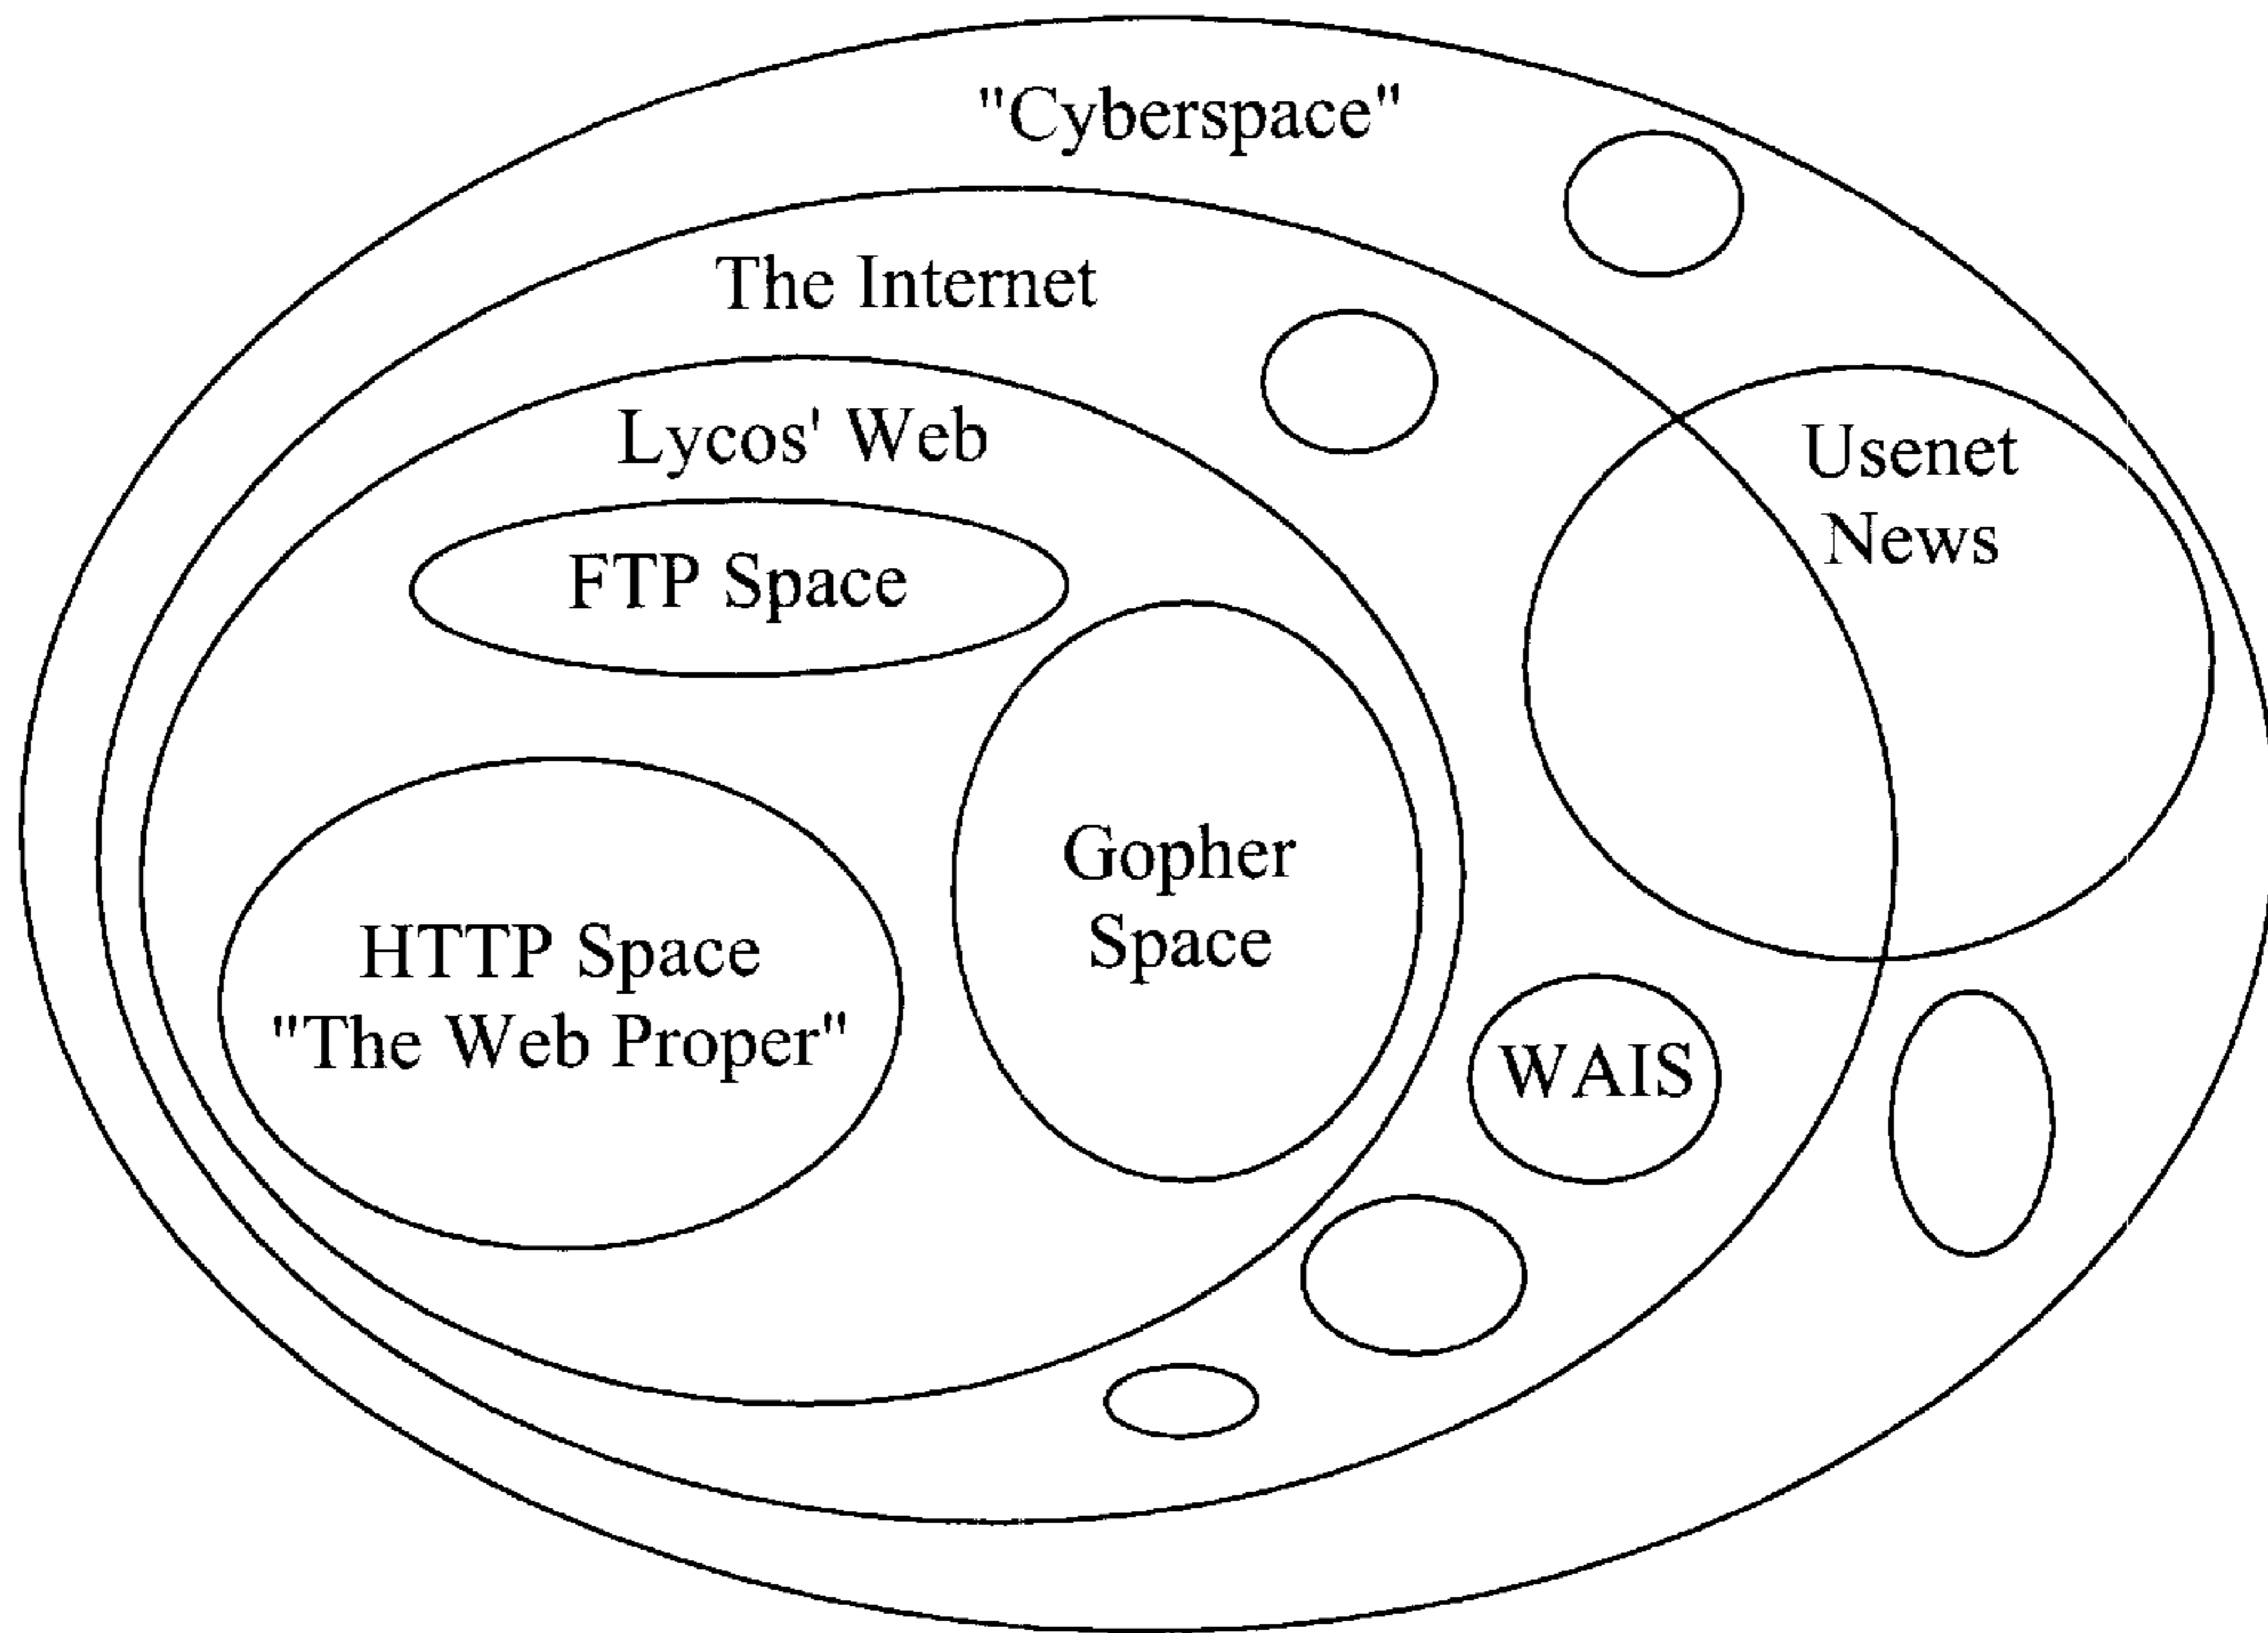 "Cyberspace"
The Internet
Lycos' Web
Usenet
News
FTP Space
Gopher
Space
HTTP Space
"The Web Proper"
WAIS